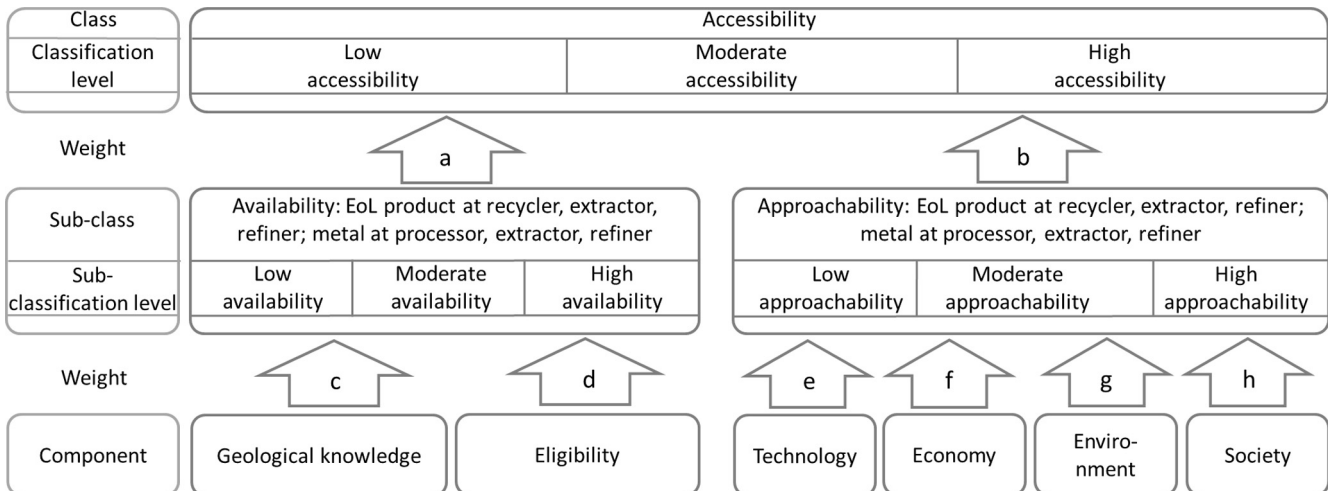 Class
Accessibility
Classification
level
Low
accessibility
Moderate
accessibility
High
accessibility
Weight
a
b
Sub-class
Availability: EoL product at recycler, extractor,
refiner; metal at processor, extractor, refiner
Approachability: EoL product at recycler, extractor, refiner;
metal at processor, extractor, refiner
Sub-
classification level
Low
availability
Moderate
availability
High
availability
Low
approachability
Moderate
approachability
High
approachability
Weight
c
d
e
f
g
h
Component
Geological knowledge
Eligibility
Technology
Economy
Enviro-
nment
Society